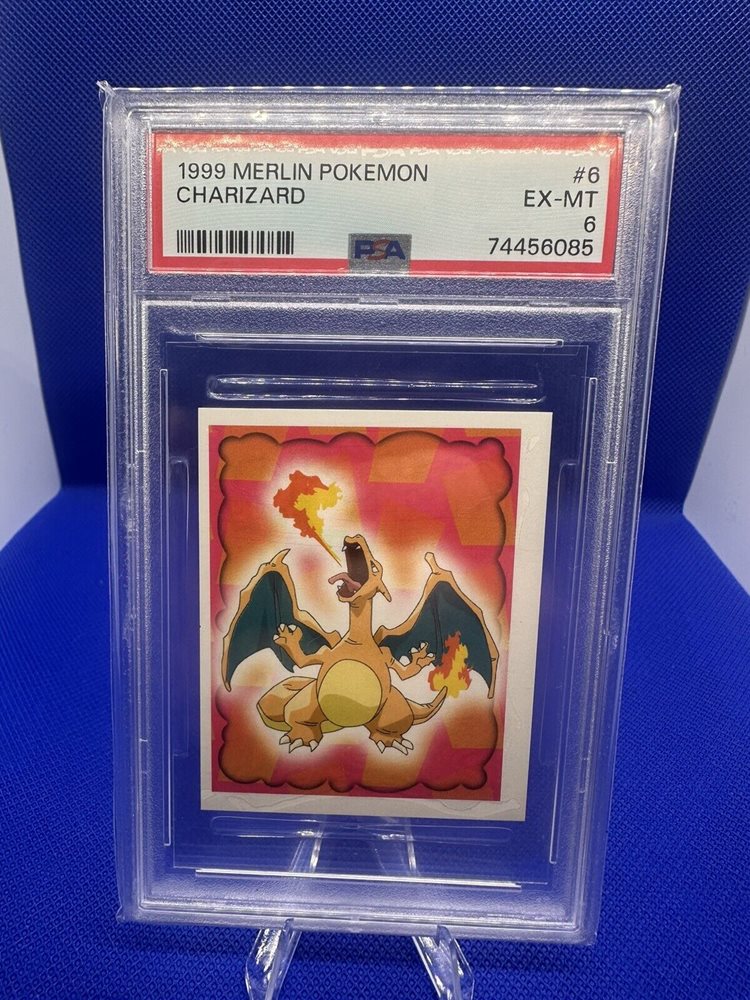 1999 MERLIN POKEMON #6
CHARIZARD EX-MT
6
PSA 74456085